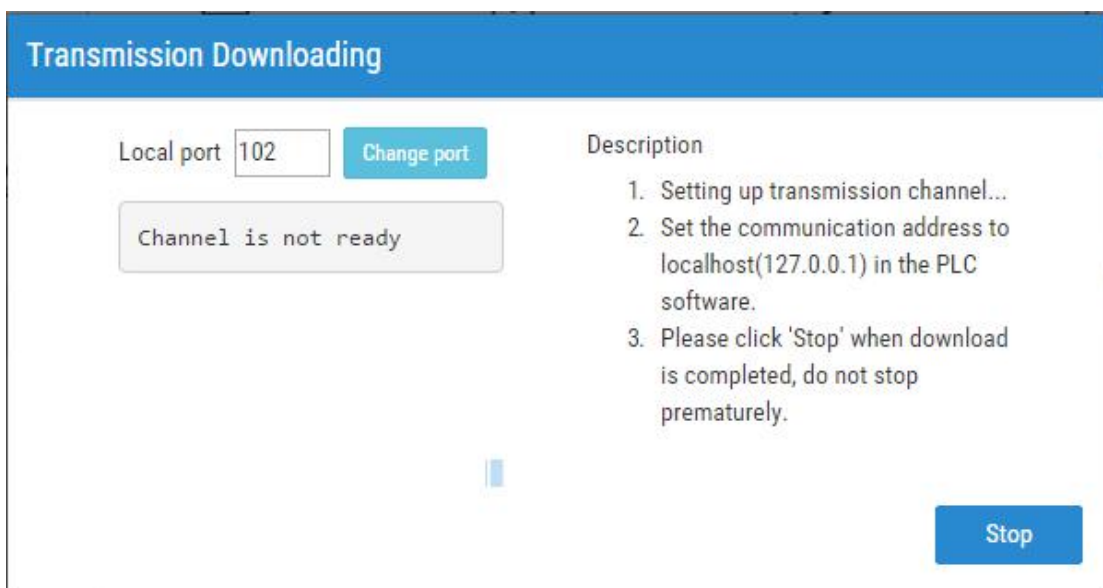 Transmission Downloading
Local port 102 Change port
Channel is not ready
Description
1. Setting up transmission channel...
2. Set the communication address to
localhost(127.0.0.1) in the PLC
software.
3. Please click 'Stop' when download
is completed, do not stop
prematurely.
Stop